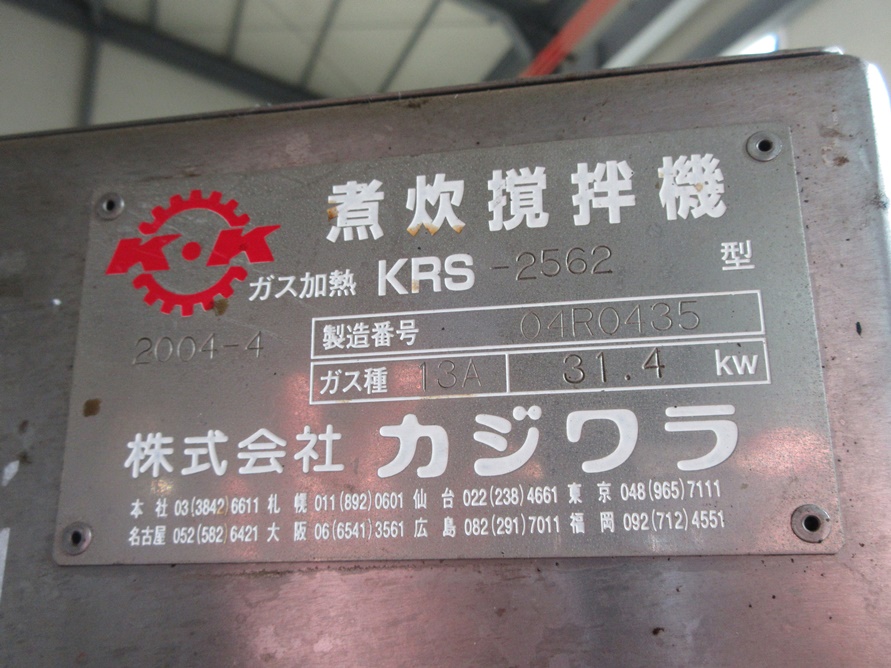 煮炊撹拌機
K・K
ガス加熱 KRS -2562 型
2004-4
製造番号 04R0435
ガス種 13A 31.4 kw
株式会社 カジワラ
本社 03(3842)6611 札幌 011(892)0601 仙台 022(238)4661 東京 048(965)7111
名古屋 052(582)6421 大阪 06(6541)3561 広島 082(291)7011 福岡 092(712)4551